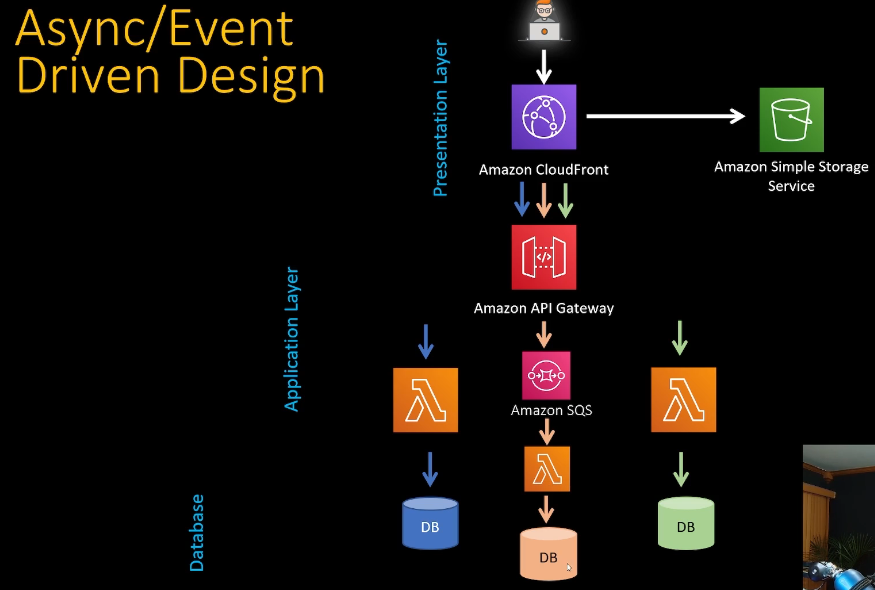 Async/Event
Driven Design
Presentation Layer
Amazon CloudFront
Amazon Simple Storage
Service
Amazon API Gateway
Application Layer
Amazon SQS
Database
DB
DB
DB